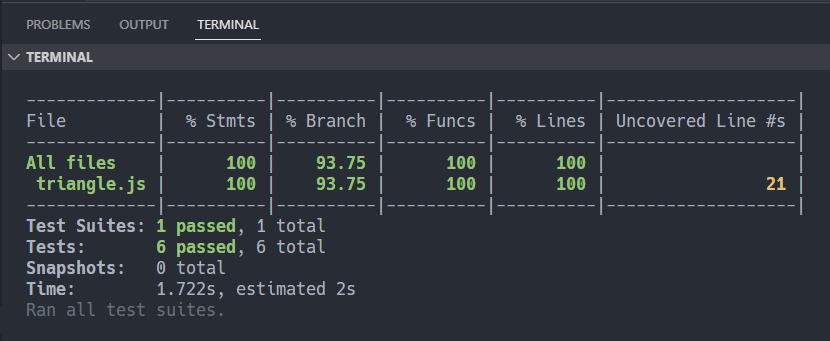 PROBLEMS OUTPUT TERMINAL
TERMINAL
-------------|----------|----------|----------|----------|-------------------|
File         |  % Stmts | % Branch |  % Funcs |  % Lines | Uncovered Line #s |
-------------|----------|----------|----------|----------|-------------------|
All files    |      100 |    93.75 |      100 |      100 |                   |
 triangle.js |      100 |    93.75 |      100 |      100 |                21 |
-------------|----------|----------|----------|----------|-------------------|
Test Suites: 1 passed, 1 total
Tests:       6 passed, 6 total
Snapshots:   0 total
Time:        1.722s, estimated 2s
Ran all test suites.